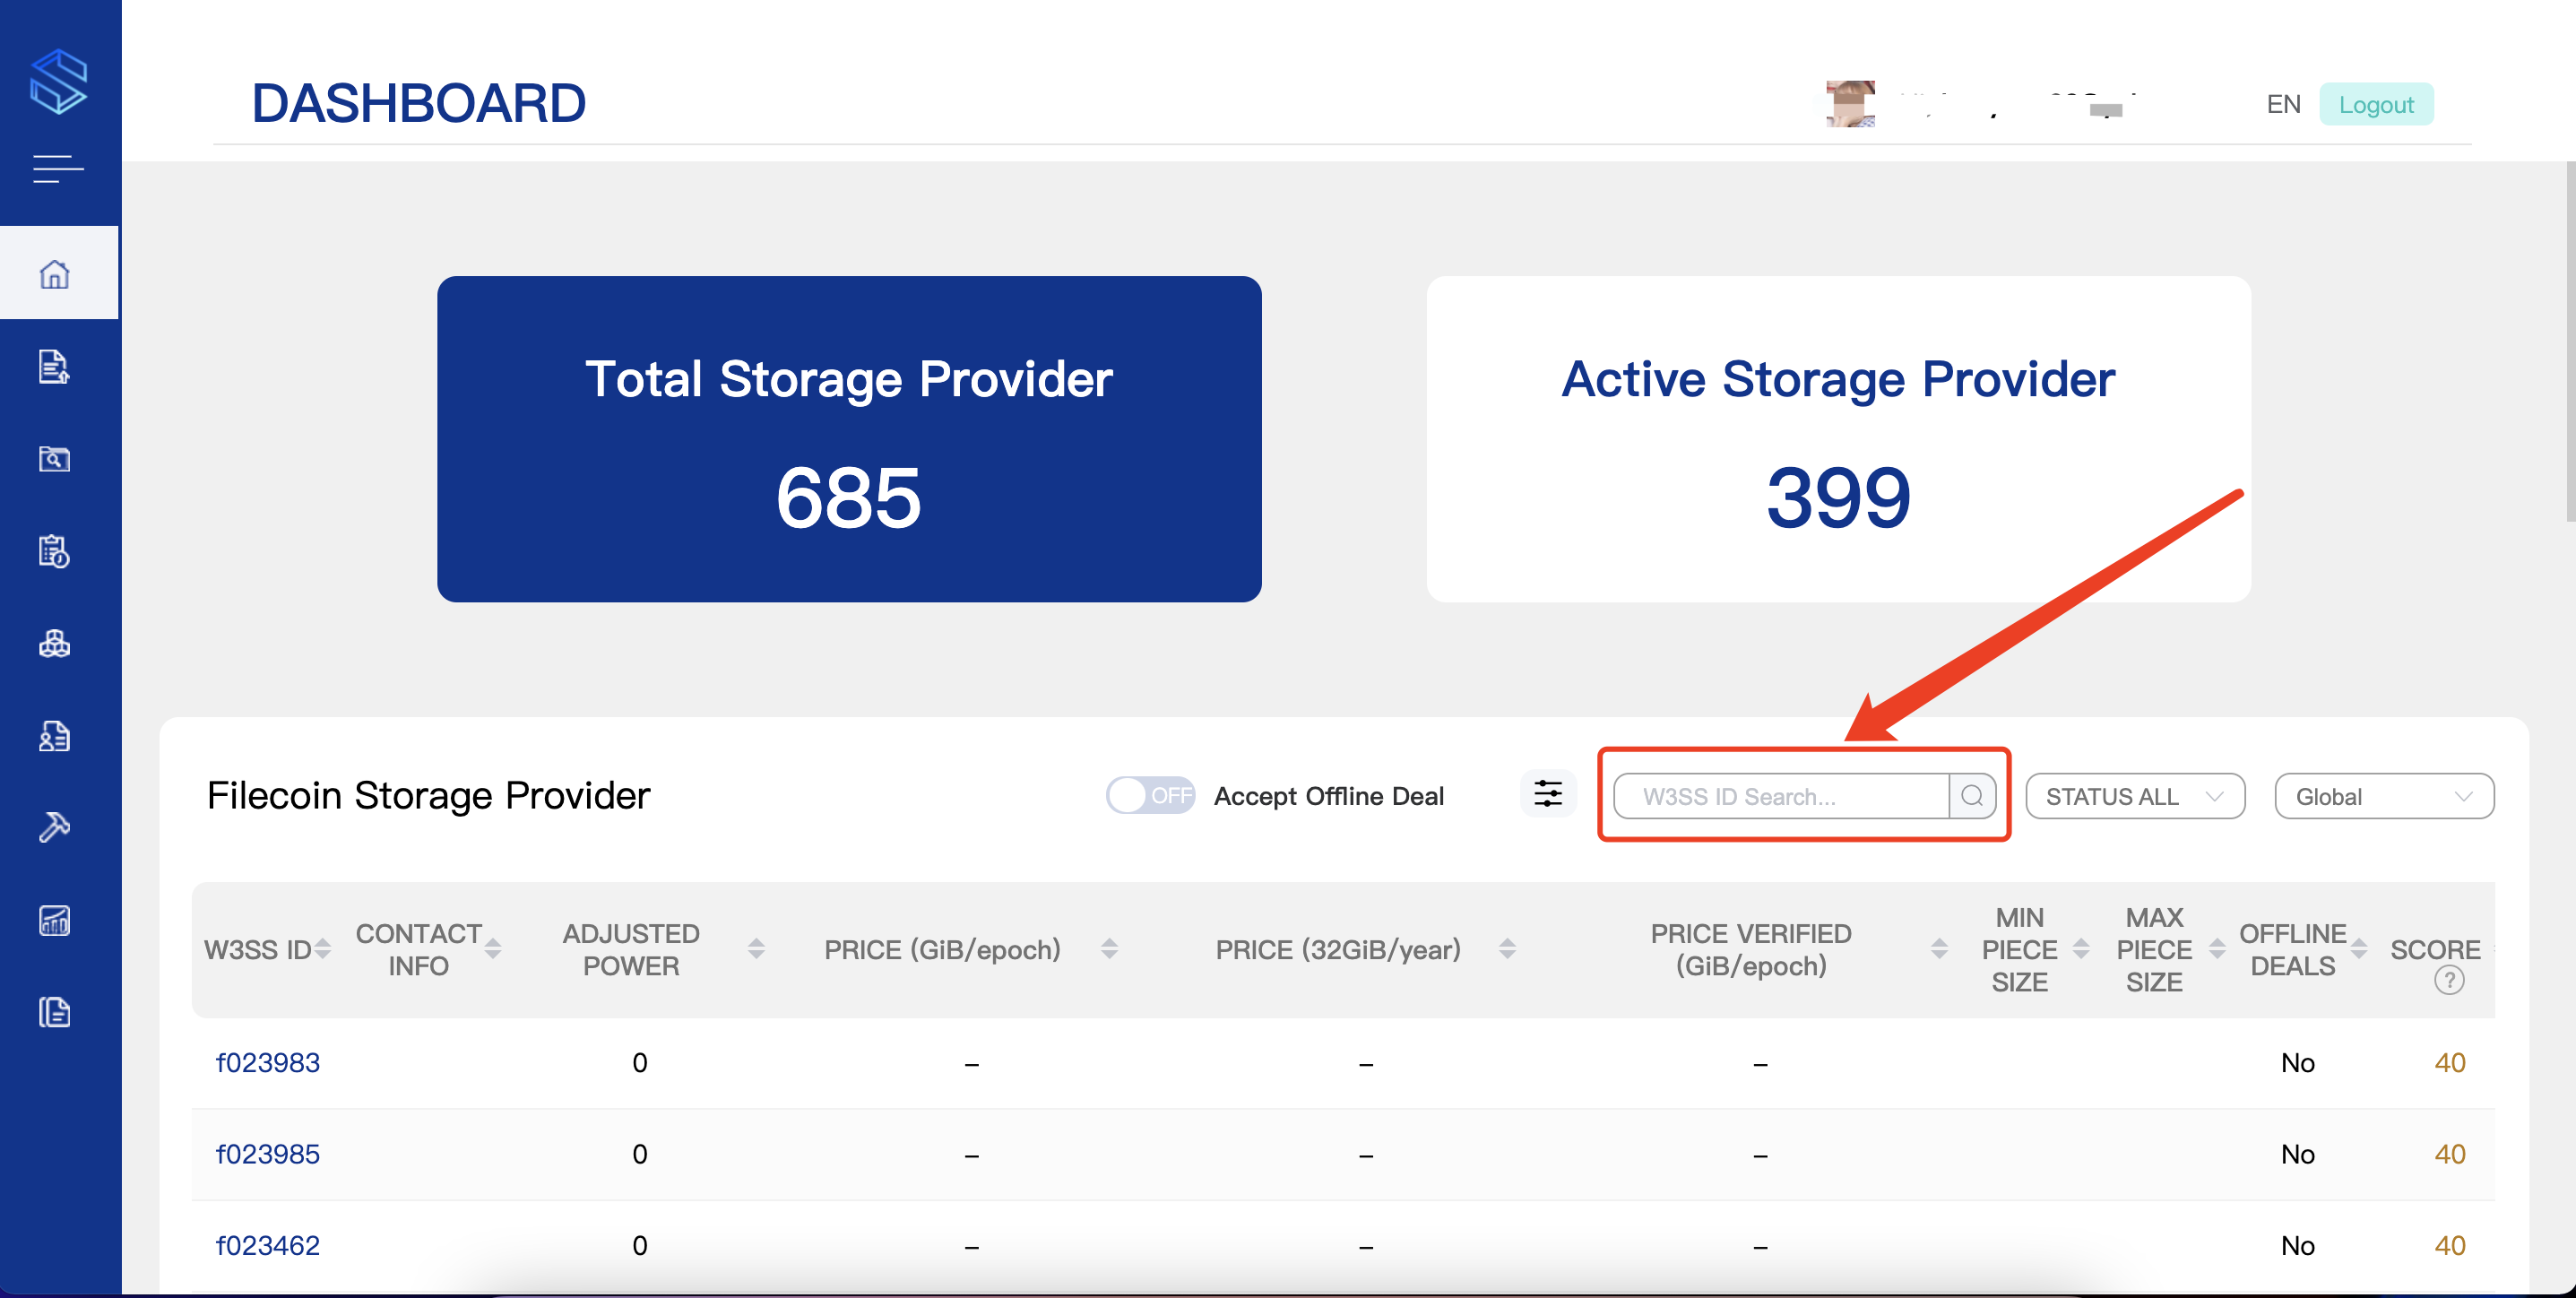 DASHBOARD
EN
Logout
Total Storage Provider
685
Active Storage Provider
399
Filecoin Storage Provider
OFF
Accept Offline Deal
W3SS ID Search...
STATUS ALL
Global
W3SS ID
CONTACT
INFO
ADJUSTED
POWER
PRICE (GiB/epoch)
PRICE (32GiB/year)
PRICE VERIFIED
(GiB/epoch)
MIN
PIECE
SIZE
MAX
PIECE
SIZE
OFFLINE
DEALS
SCORE
?
f023983 0 – – – No 40
f023985 0 – – – No 40
f023462 0 – – – No 40